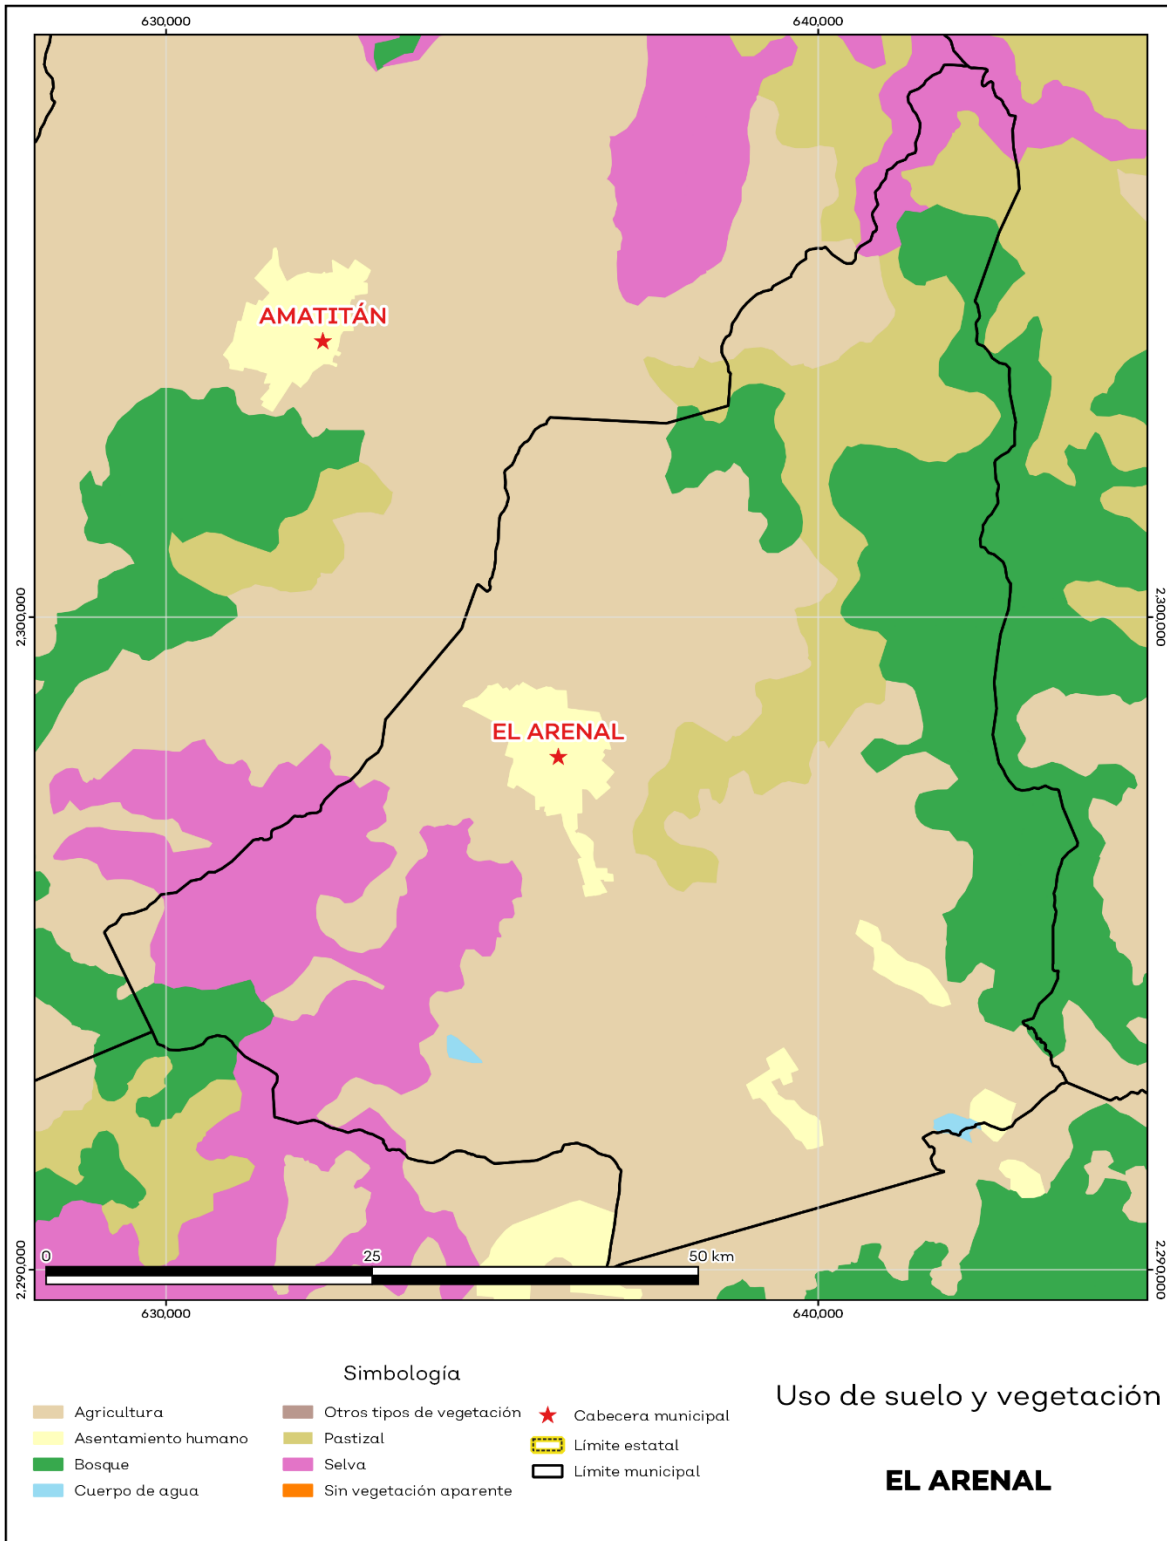 630,000 640,000
AMATITÁN
2,300,000 2,300,000
EL ARENAL
2,290,000 2,290,000
0 25 50 km
630,000 640,000
Simbología
Uso de suelo y vegetación
EL ARENAL
Agricultura
Asentamiento humano
Bosque
Cuerpo de agua
Otros tipos de vegetación
Pastizal
Selva
Sin vegetación aparente
Cabecera municipal
Límite estatal
Límite municipal